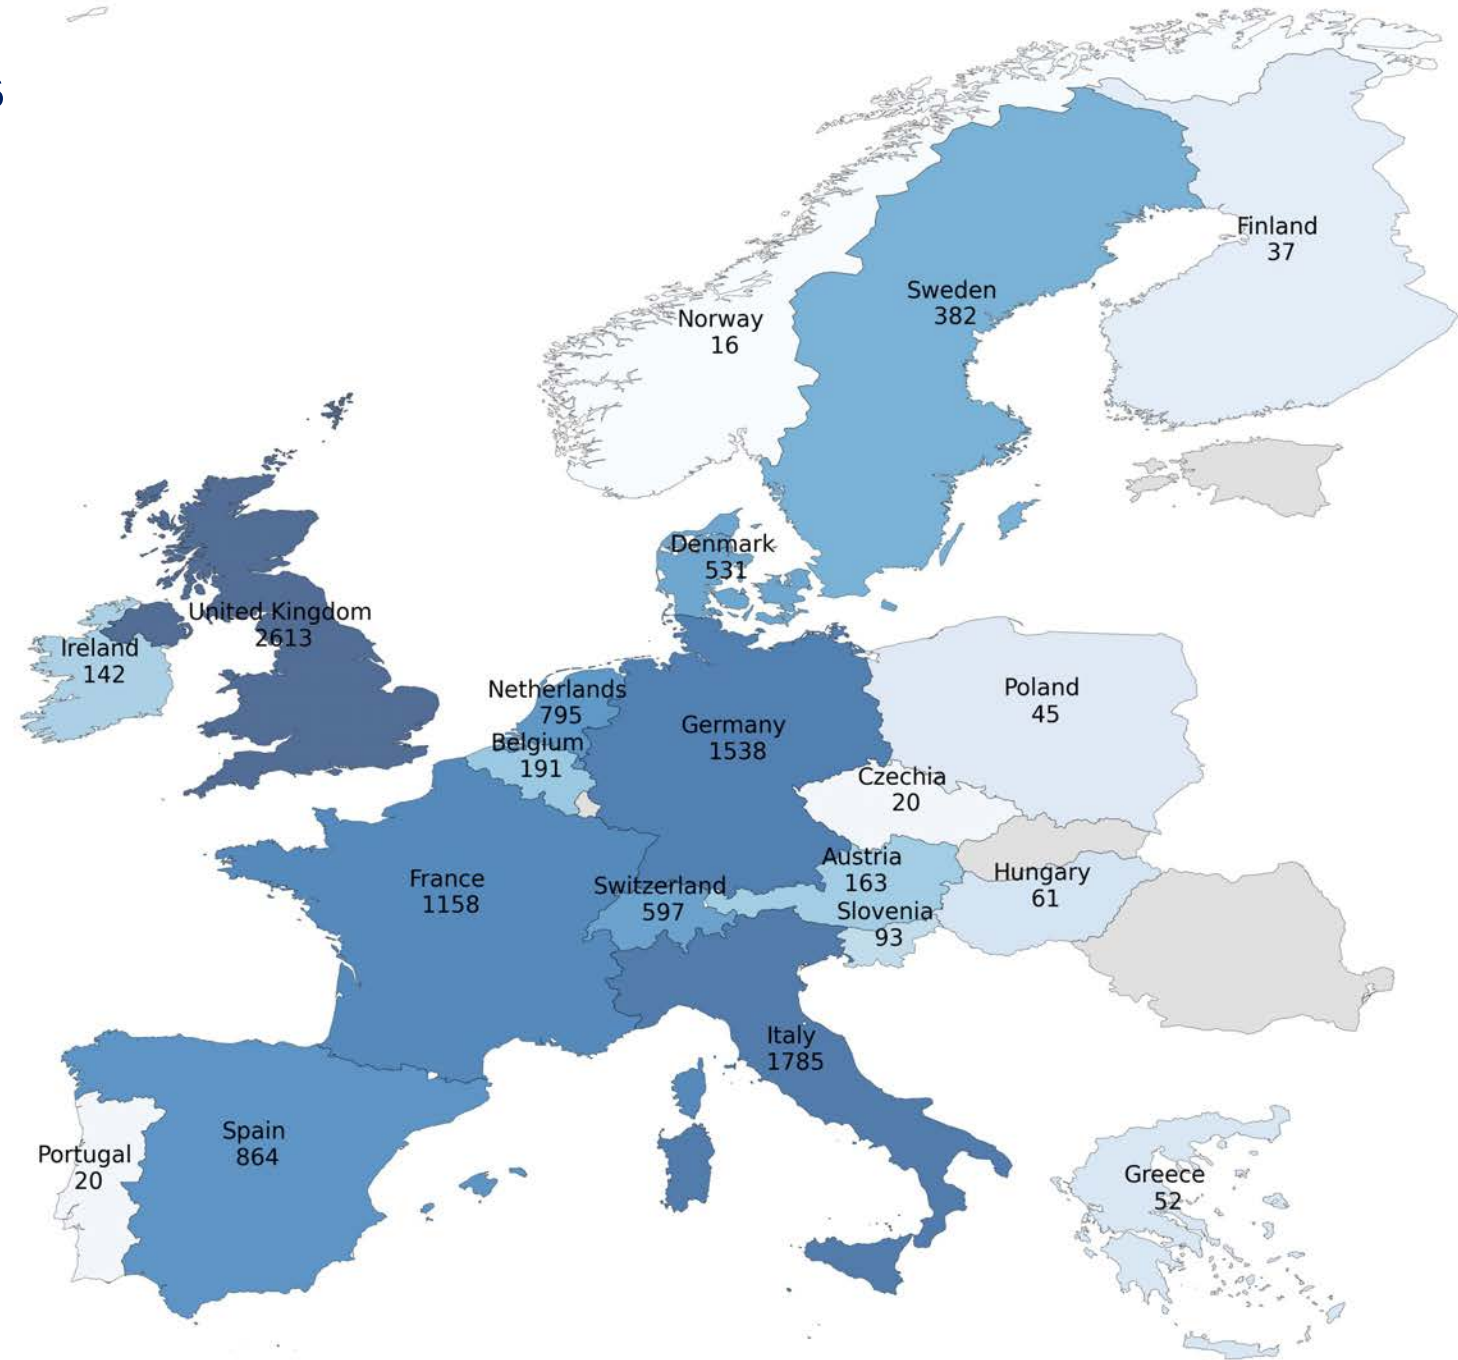 s
Finland
37
Sweden
382
Norway
16
Denmark
531
United Kingdom
2613
Ireland
142
Netherlands
795
Poland
45
Germany
1538
Belgium
191
Czechia
20
Austria
163
Hungary
61
France
1158
Switzerland
597
Slovenia
93
Italy
1785
Spain
864
Portugal
20
Greece
52